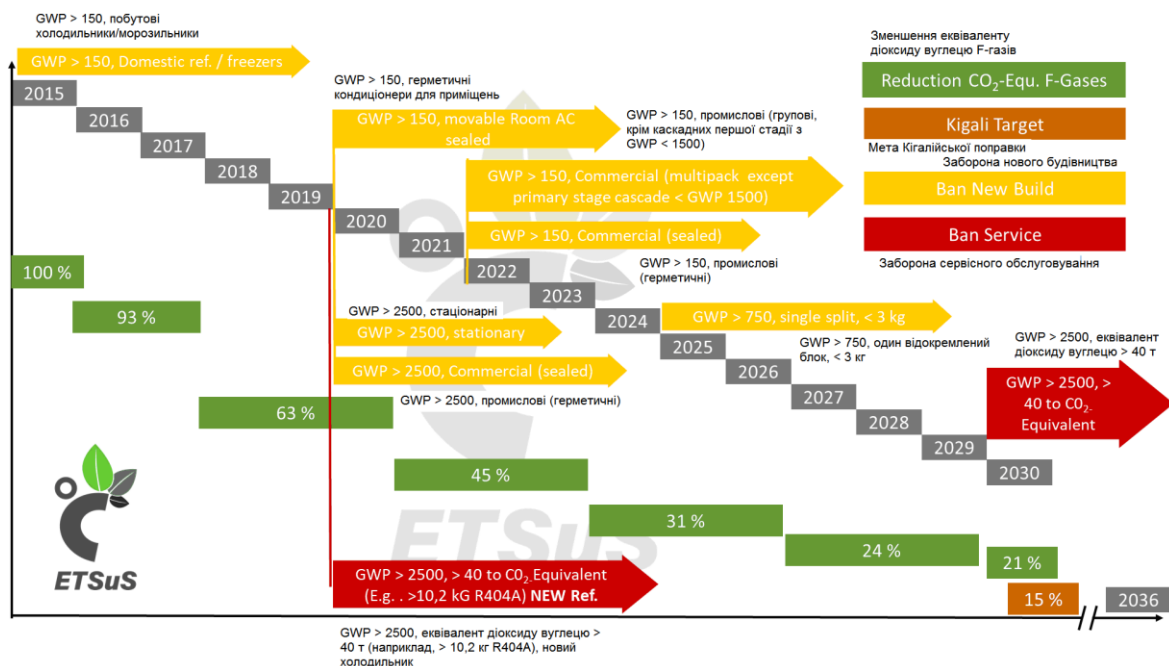 GWP > 150, побутові
холодильники/морозильники
GWP > 150, Domestic ref. / freezers
Зменшення еквіваленту
діоксиду вуглецю F-газів
Reduction CO₂-Equ. F-Gases
Kigali Target
Мета Кігалійської поправки
Заборона нового будівництва
Ban New Build
Ban Service
Заборона сервісного обслуговування
2015
2016
2017
2018
2019
2020
2021
2022
2023
2024
2025
2026
2027
2028
2029
2030
GWP > 150, герметичні
кондиціонери для приміщень
GWP > 150, movable Room AC
sealed
GWP > 150, промислові (групові,
крім каскадних першої стадії з
GWP < 1500)
GWP > 150, Commercial (multipack except
primary stage cascade < GWP 1500)
GWP > 150, Commercial (sealed)
GWP > 150, промислові
(герметичні)
GWP > 2500, стаціонарні
GWP > 2500, stationary
GWP > 2500, Commercial (sealed)
GWP > 2500, промислові (герметичні)
GWP > 750, single split, < 3 kg
GWP > 750, один відокремлений
блок, < 3 кг
GWP > 2500, еквівалент
діоксиду вуглецю > 40 т
GWP > 2500, >
40 to CO₂-
Equivalent
100 %
93 %
63 %
45 %
31 %
24 %
21 %
15 %
2036
ETSuS
ETSuS
GWP > 2500, > 40 to CO₂-Equivalent
(E.g. . >10,2 kG R404A) NEW Ref.
GWP > 2500, еквівалент діоксиду вуглецю >
40 т (наприклад, > 10,2 кг R404A), новий
холодильник